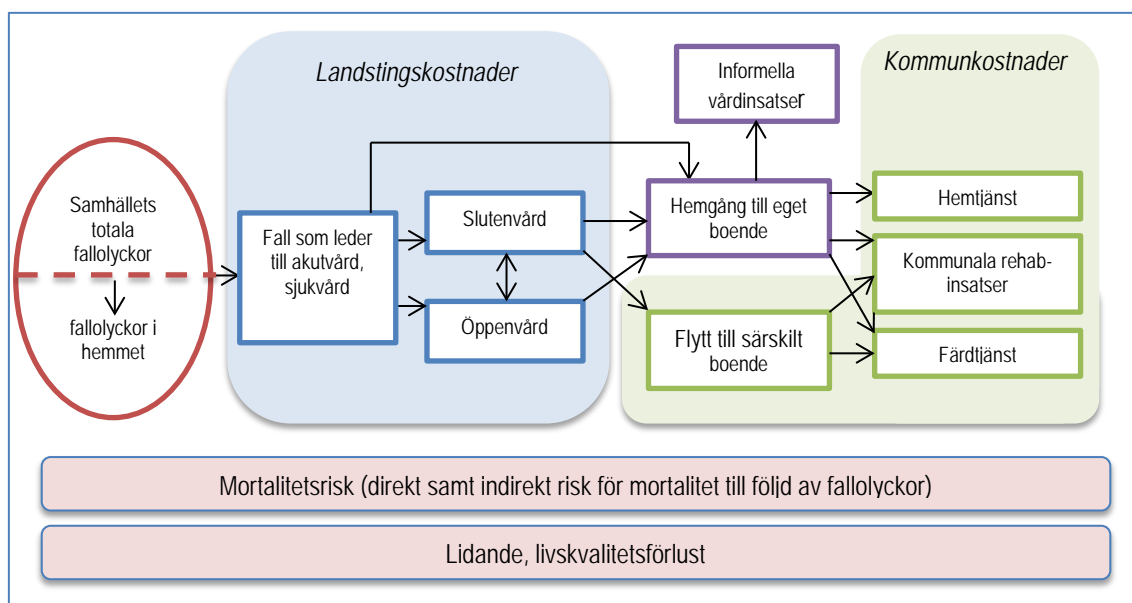 Landstingskostnader
Informella
vårdinsatser
Kommunkostnader
Samhällets
totala
fallolyckor
fallolyckor i
hemmet
Fall som leder
till akutvård,
sjukvård
Slutenvård
Öppenvård
Hemgång till eget
boende
Flytt till särskilt
boende
Hemtjänst
Kommunala rehab-
insatser
Färdtjänst
Mortalitetsrisk (direkt samt indirekt risk för mortalitet till följd av fallolyckor)
Lidande, livskvalitetsförlust